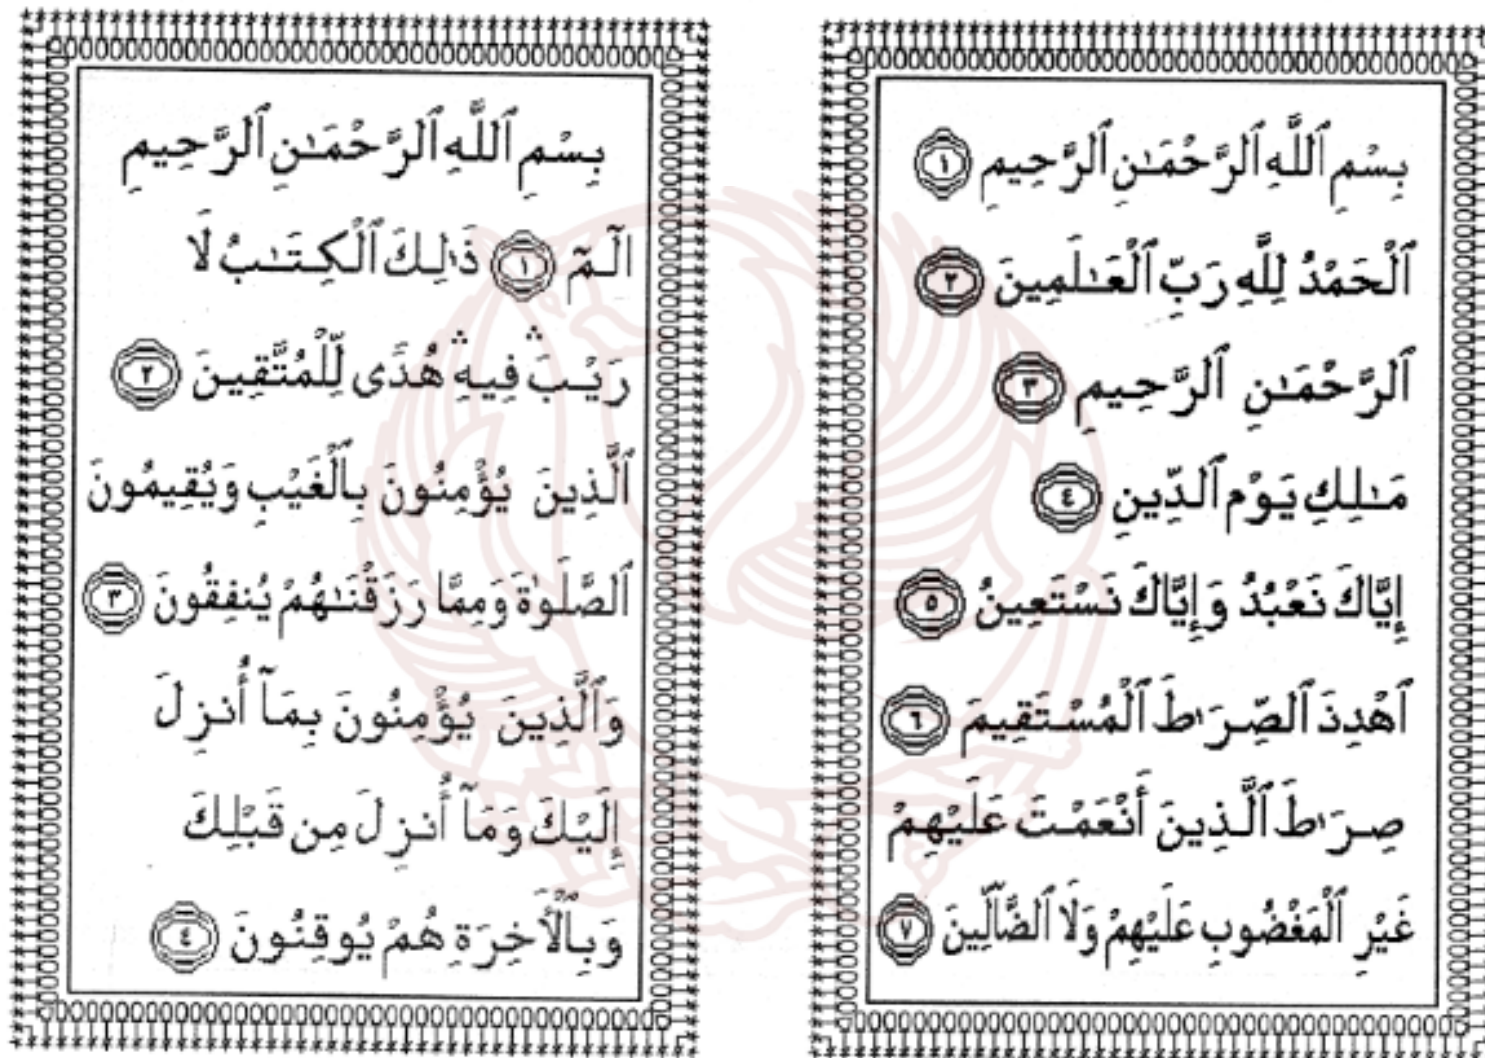 بِسْمِ ٱللَّهِ ٱلرَّحْمَـٰنِ ٱلرَّحِيمِ ١
ٱلْحَمْدُ لِلَّهِ رَبِّ ٱلْعَـٰلَمِينَ ٢
ٱلرَّحْمَـٰنِ ٱلرَّحِيمِ ٣
مَـٰلِكِ يَوْمِ ٱلدِّينِ ٤
إِيَّاكَ نَعْبُدُ وَإِيَّاكَ نَسْتَعِينُ ٥
ٱهْدِنَا ٱلصِّرَٰطَ ٱلْمُسْتَقِيمَ ٦
صِرَٰطَ ٱلَّذِينَ أَنْعَمْتَ عَلَيْهِمْ
غَيْرِ ٱلْمَغْضُوبِ عَلَيْهِمْ وَلَا ٱلضَّآلِّينَ ٧
بِسْمِ ٱللَّهِ ٱلرَّحْمَـٰنِ ٱلرَّحِيمِ
الٓمٓ ١ ذَٰلِكَ ٱلْكِتَـٰبُ لَا
رَيْبَ ۛ فِيهِ ۛ هُدًى لِّلْمُتَّقِينَ ٢
ٱلَّذِينَ يُؤْمِنُونَ بِٱلْغَيْبِ وَيُقِيمُونَ
ٱلصَّلَوٰةَ وَمِمَّا رَزَقْنَـٰهُمْ يُنفِقُونَ ٣
وَٱلَّذِينَ يُؤْمِنُونَ بِمَآ أُنزِلَ
إِلَيْكَ وَمَآ أُنزِلَ مِن قَبْلِكَ
وَبِٱلْأَخِرَةِ هُمْ يُوقِنُونَ ٤